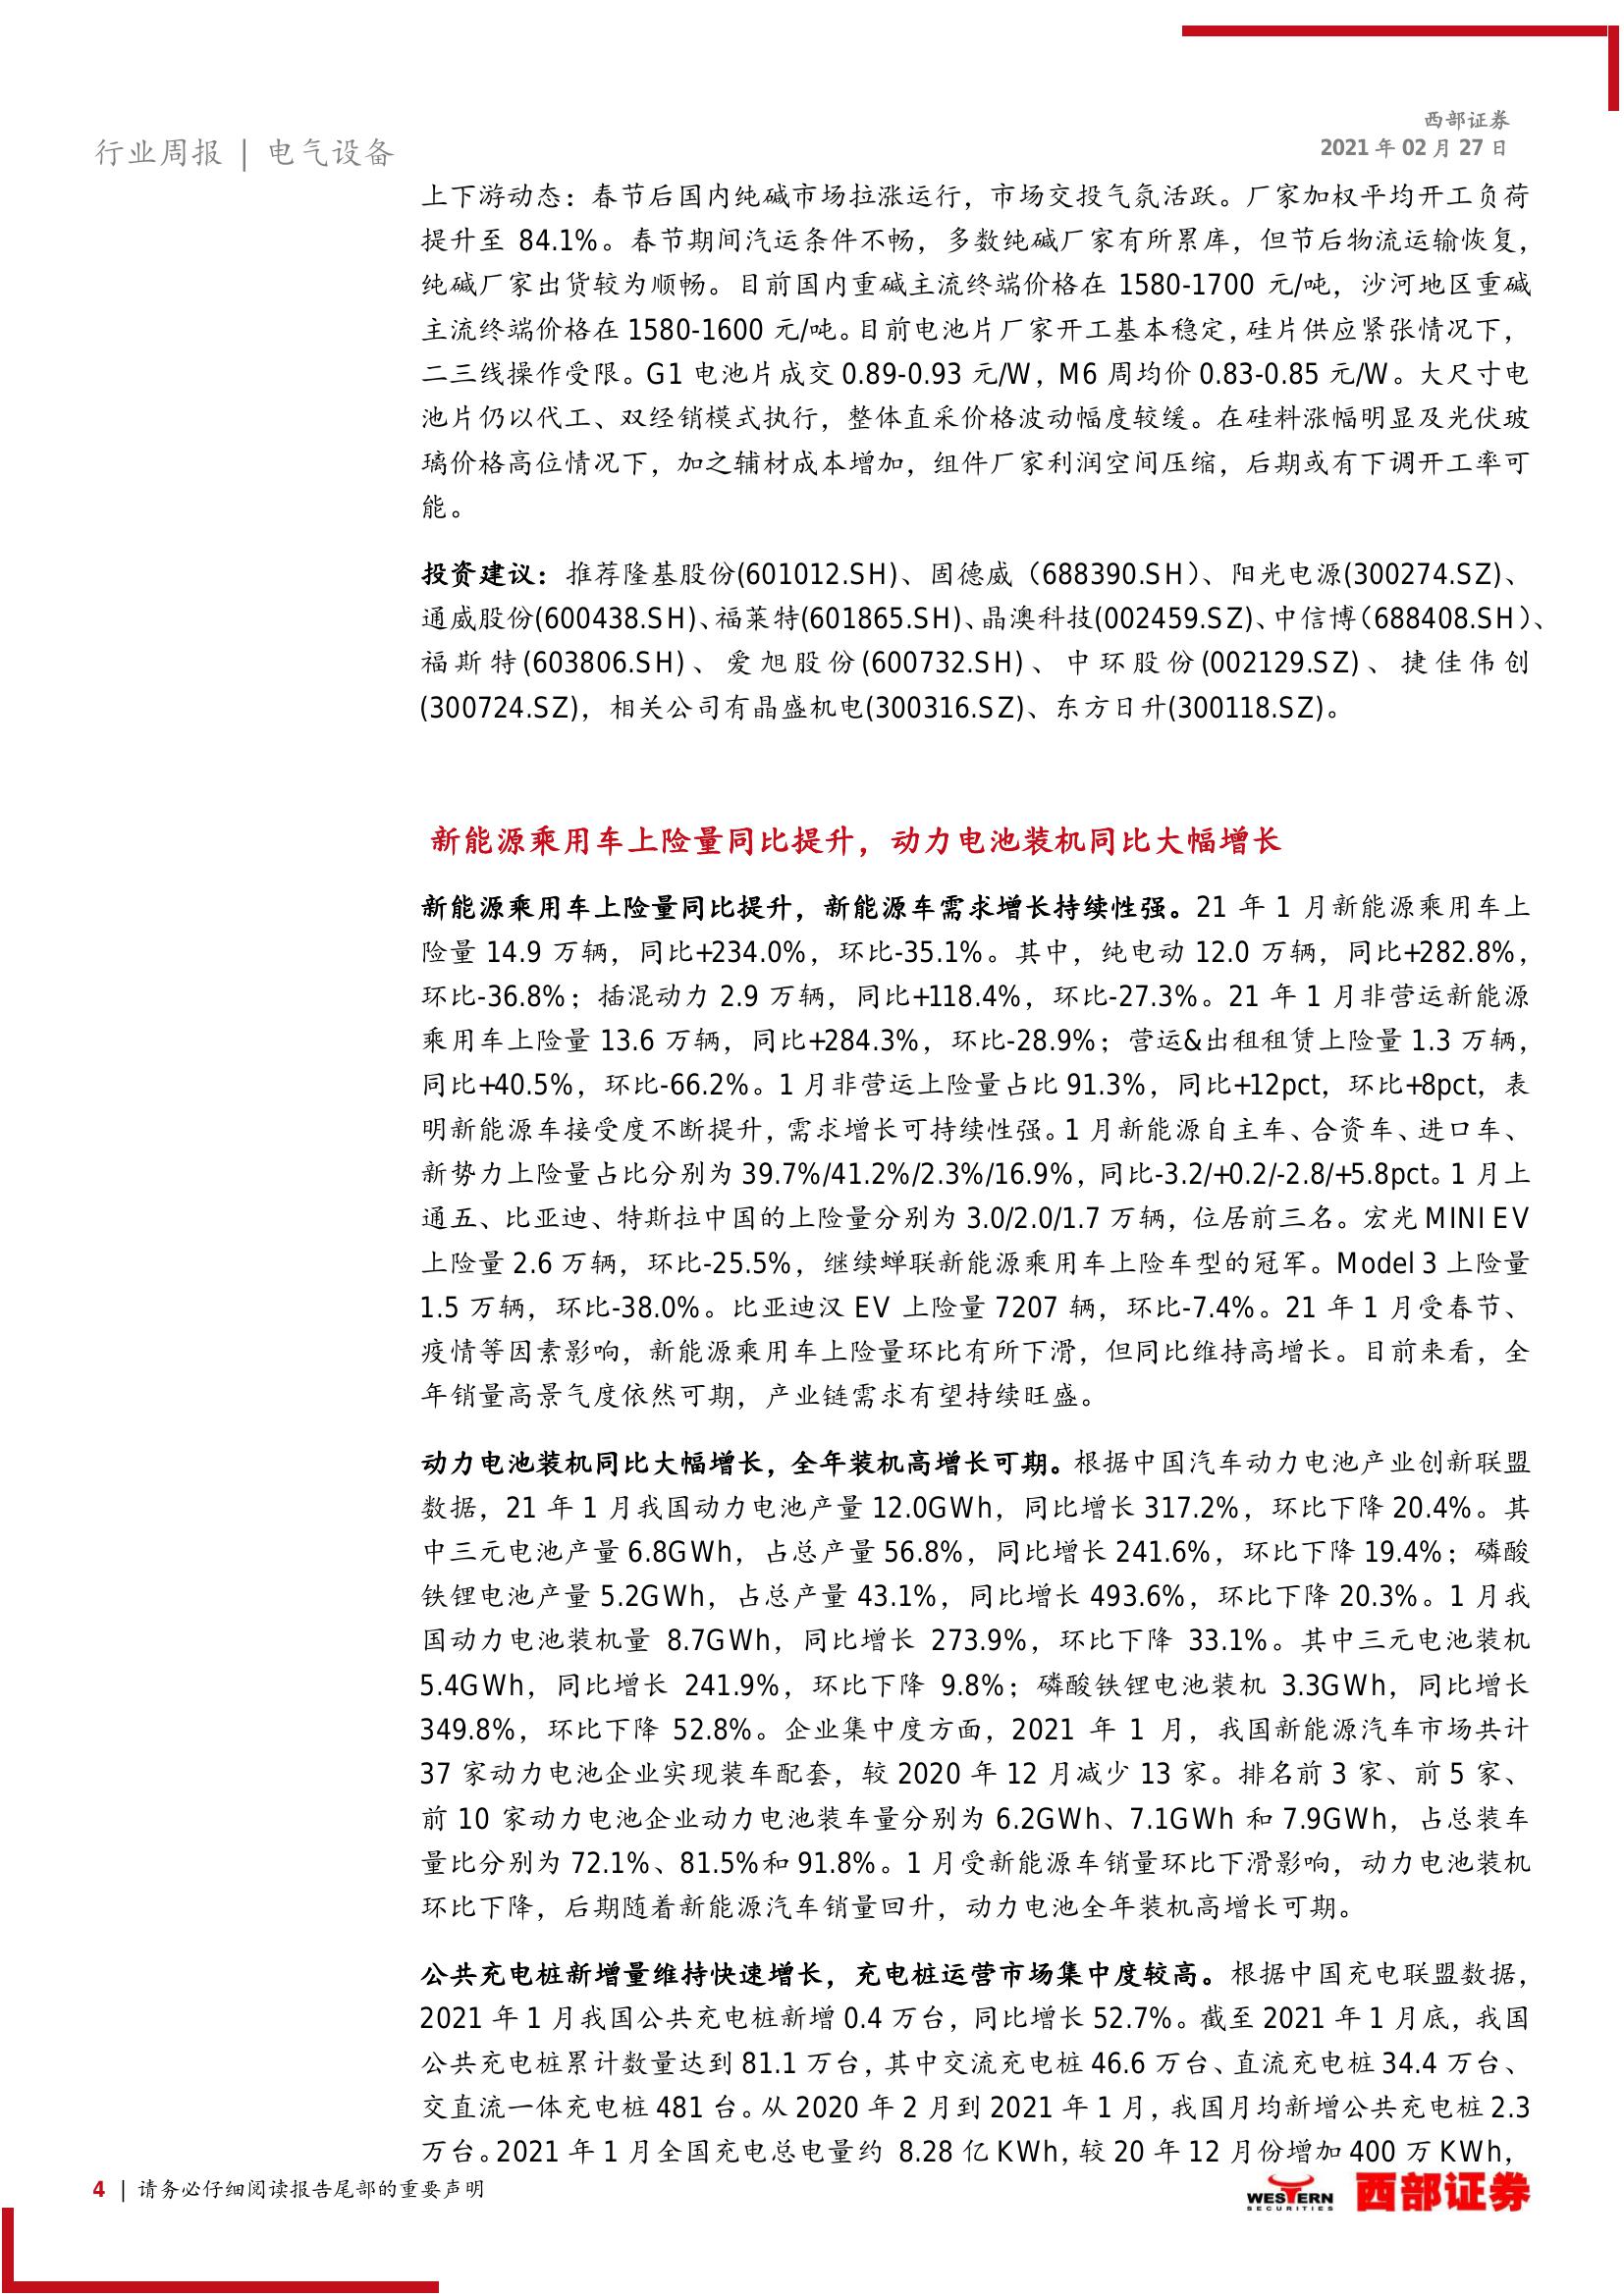 西部证券
行业周报 | 电气设备
2021 年 02 月 27 日
上下游动态：春节后国内纯碱市场拉涨运行，市场交投气氛活跃。厂家加权平均开工负荷
提升至 84.1%。春节期间汽运条件不畅，多数纯碱厂家有所累库，但节后物流运输恢复，
纯碱厂家出货较为顺畅。目前国内重碱主流终端价格在 1580-1700 元/吨，沙河地区重碱
主流终端价格在 1580-1600 元/吨。目前电池片厂家开工基本稳定，硅片供应紧张情况下，
二三线操作受限。G1 电池片成交 0.89-0.93 元/W，M6 周均价 0.83-0.85 元/W。大尺寸电
池片仍以代工、双经销模式执行，整体直采价格波动幅度较缓。在硅料涨幅明显及光伏玻
璃价格高位情况下，加之辅材成本增加，组件厂家利润空间压缩，后期或有下调开工率可
能。
投资建议：推荐隆基股份(601012.SH)、固德威（688390.SH）、阳光电源(300274.SZ)、
通威股份(600438.SH)、福莱特(601865.SH)、晶澳科技(002459.SZ)、中信博（688408.SH）、
福斯特(603806.SH)、爱旭股份(600732.SH)、中环股份(002129.SZ)、捷佳伟创
(300724.SZ)，相关公司有晶盛机电(300316.SZ)、东方日升(300118.SZ)。
新能源乘用车上险量同比提升，动力电池装机同比大幅增长
新能源乘用车上险量同比提升，新能源车需求增长持续性强。21 年 1 月新能源乘用车上
险量 14.9 万辆，同比+234.0%，环比-35.1%。其中，纯电动 12.0 万辆，同比+282.8%，
环比-36.8%；插混动力 2.9 万辆，同比+118.4%，环比-27.3%。21 年 1 月非营运新能源
乘用车上险量 13.6 万辆，同比+284.3%，环比-28.9%；营运&出租租赁上险量 1.3 万辆，
同比+40.5%，环比-66.2%。1 月非营运上险量占比 91.3%，同比+12pct，环比+8pct，表
明新能源车接受度不断提升，需求增长可持续性强。1 月新能源自主车、合资车、进口车、
新势力上险量占比分别为 39.7%/41.2%/2.3%/16.9%，同比-3.2/+0.2/-2.8/+5.8pct。1 月上
通五、比亚迪、特斯拉中国的上险量分别为 3.0/2.0/1.7 万辆，位居前三名。宏光 MINI EV
上险量 2.6 万辆，环比-25.5%，继续蝉联新能源乘用车上险车型的冠军。Model 3 上险量
1.5 万辆，环比-38.0%。比亚迪汉 EV 上险量 7207 辆，环比-7.4%。21 年 1 月受春节、
疫情等因素影响，新能源乘用车上险量环比有所下滑，但同比维持高增长。目前来看，全
年销量高景气度依然可期，产业链需求有望持续旺盛。
动力电池装机同比大幅增长，全年装机高增长可期。根据中国汽车动力电池产业创新联盟
数据，21 年 1 月我国动力电池产量 12.0GWh，同比增长 317.2%，环比下降 20.4%。其
中三元电池产量 6.8GWh，占总产量 56.8%，同比增长 241.6%，环比下降 19.4%；磷酸
铁锂电池产量 5.2GWh，占总产量 43.1%，同比增长 493.6%，环比下降 20.3%。1 月我
国动力电池装机量 8.7GWh，同比增长 273.9%，环比下降 33.1%。其中三元电池装机
5.4GWh，同比增长 241.9%，环比下降 9.8%；磷酸铁锂电池装机 3.3GWh，同比增长
349.8%，环比下降 52.8%。企业集中度方面，2021 年 1 月，我国新能源汽车市场共计
37 家动力电池企业实现装车配套，较 2020 年 12 月减少 13 家。排名前 3 家、前 5 家、
前 10 家动力电池企业动力电池装车量分别为 6.2GWh、7.1GWh 和 7.9GWh，占总装车
量比分别为 72.1%、81.5%和 91.8%。1 月受新能源车销量环比下滑影响，动力电池装机
环比下降，后期随着新能源汽车销量回升，动力电池全年装机高增长可期。
公共充电桩新增量维持快速增长，充电桩运营市场集中度较高。根据中国充电联盟数据，
2021 年 1 月我国公共充电桩新增 0.4 万台，同比增长 52.7%。截至 2021 年 1 月底，我国
公共充电桩累计数量达到 81.1 万台，其中交流充电桩 46.6 万台、直流充电桩 34.4 万台、
交直流一体充电桩 481 台。从 2020 年 2 月到 2021 年 1 月，我国月均新增公共充电桩 2.3
万台。2021 年 1 月全国充电总电量约 8.28 亿 KWh，较 20 年 12 月份增加 400 万 KWh，
4 | 请务必仔细阅读报告尾部的重要声明
WESTERN
SECURITIES
西部证券